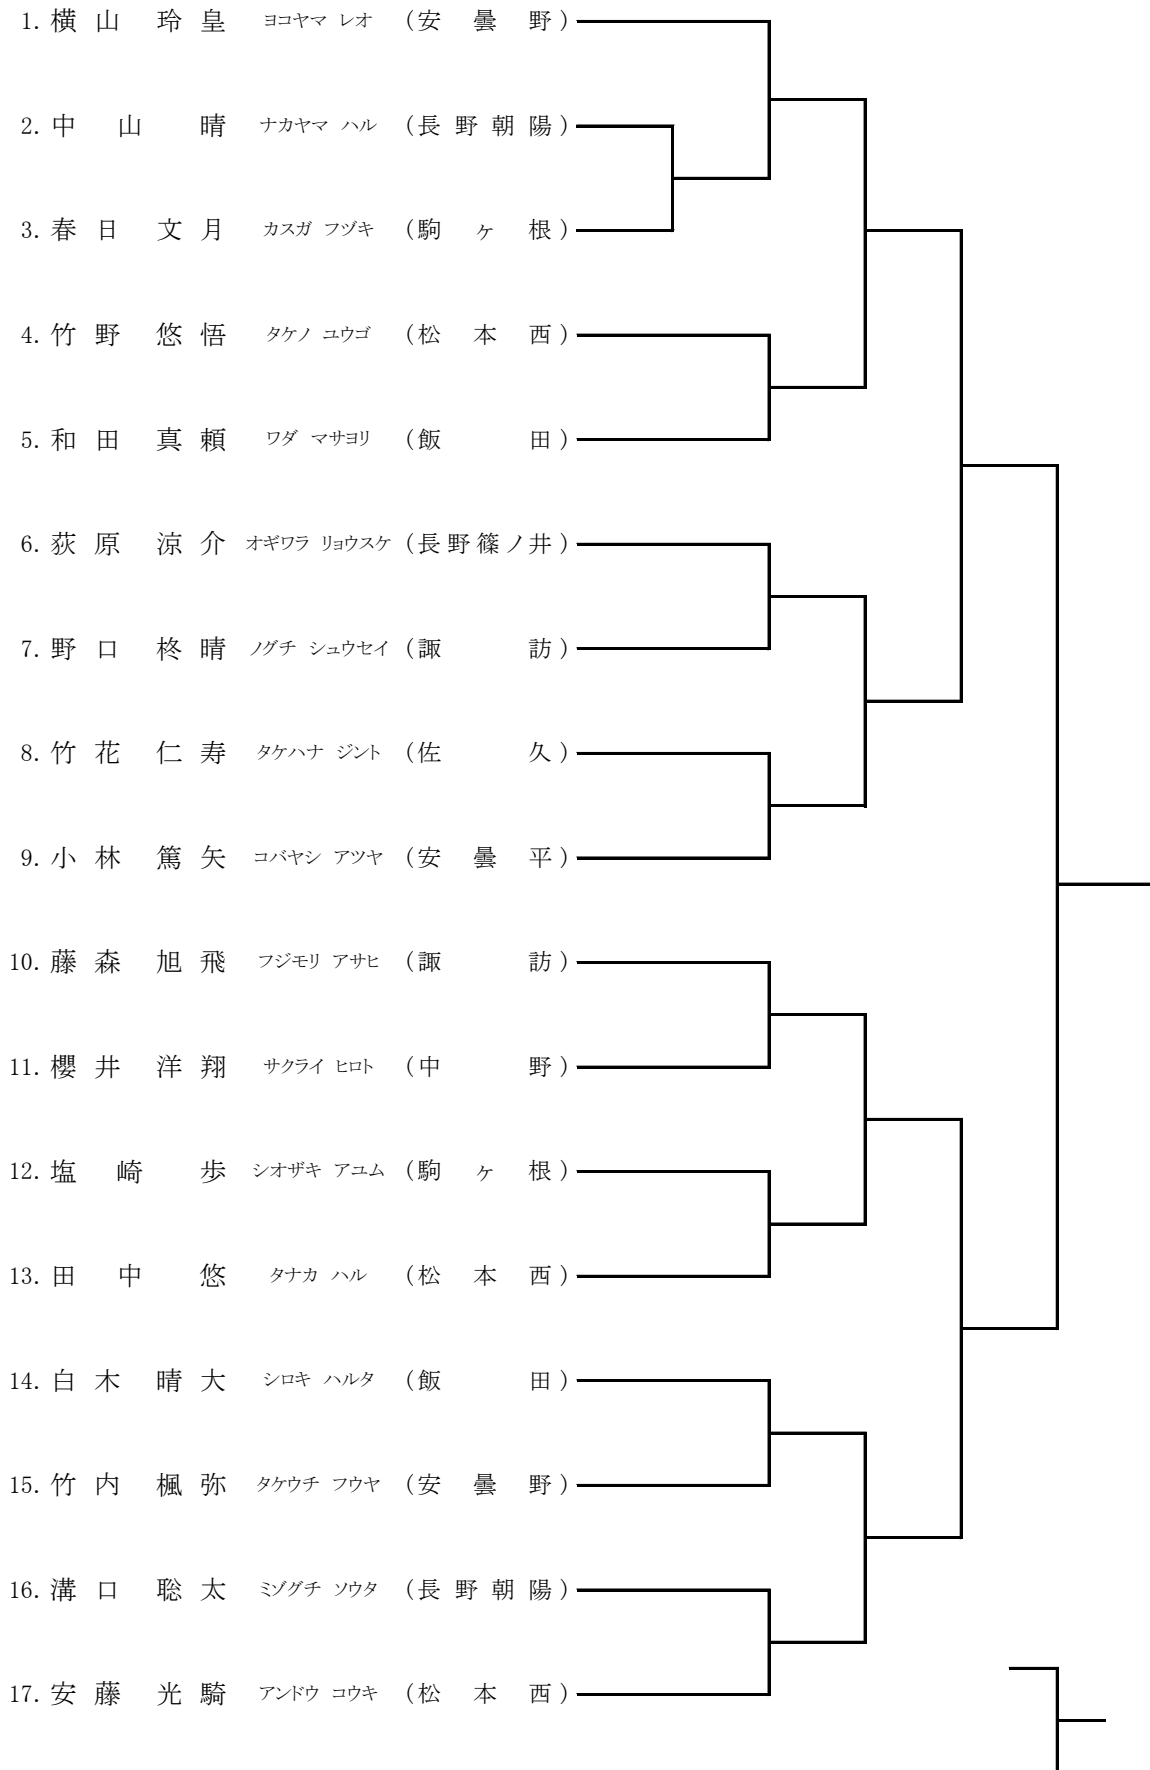 1. 横山 玲皇 ヨコヤマ レオ (安曇野)
2. 中山 晴 ナカヤマ ハル (長野朝陽)
3. 春日 文月 カスガ フヅキ (駒ヶ根)
4. 竹野 悠悟 タケノ ユウゴ (松本西)
5. 和田 真頼 ワダ マサヨリ (飯田)
6. 荻原 涼介 オギワラ リョウスケ (長野篠ノ井)
7. 野口 柊晴 ノグチ シュウセイ (諏訪)
8. 竹花 仁寿 タケハナ ジント (佐久)
9. 小林 篤矢 コバヤシ アツヤ (安曇平)
10. 藤森 旭飛 フジモリ アサヒ (諏訪)
11. 櫻井 洋翔 サクライ ヒロト (中野)
12. 塩崎 歩 シオザキ アユム (駒ヶ根)
13. 田中 悠 タナカ ハル (松本西)
14. 白木 晴大 シロキ ハルタ (飯田)
15. 竹内 楓弥 タケウチ フウヤ (安曇野)
16. 溝口 聡太 ミゾグチ ソウタ (長野朝陽)
17. 安藤 光騎 アンドウ コウキ (松本西)